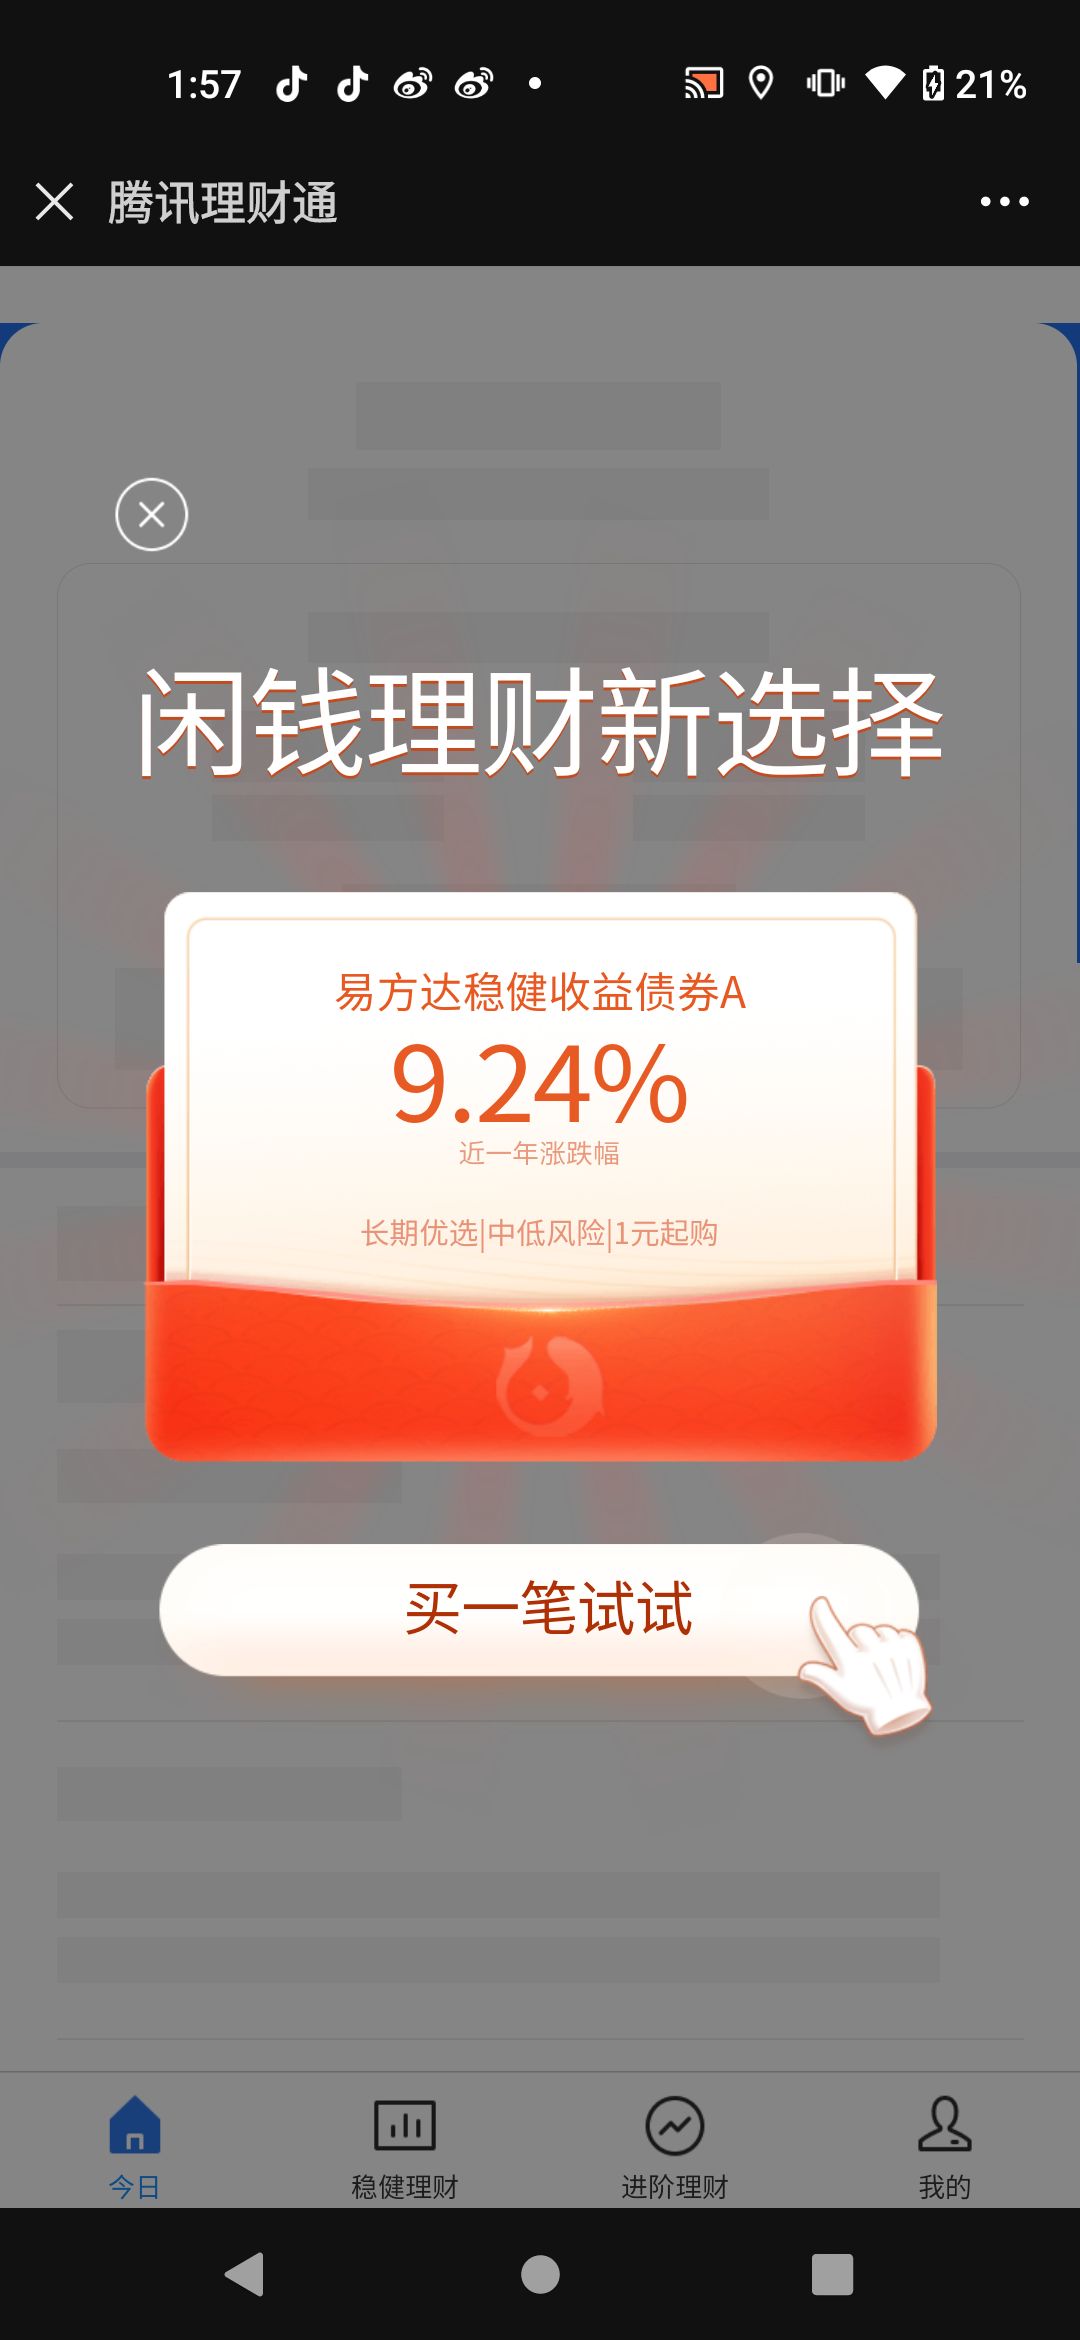 1:57
21%
腾讯理财通
闲钱理财新选择
易方达稳健收益债券A
9.24%
近一年涨跌幅
长期优选|中低风险|1元起购
买一笔试试
今日
稳健理财
进阶理财
我的